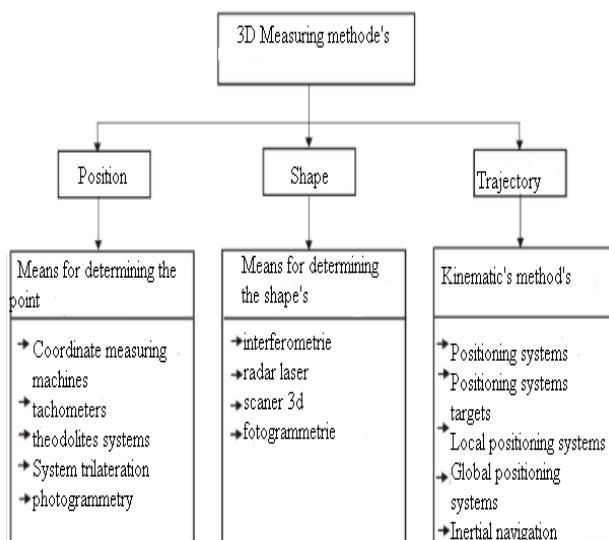 3D Measuring methode's
Position
Shape
Trajectory
Means for determining the
point
Coordinate measuring
machines
tachometers
theodolites systems
System trilateration
photogrammetry
Means for determining
the shape's
interferometrie
radar laser
scaner 3d
fotogrammetrie
Kinematic's method's
Positioning systems
Positioning systems
targets
Local positioning systems
Global positioning
systems
Inertial navigation